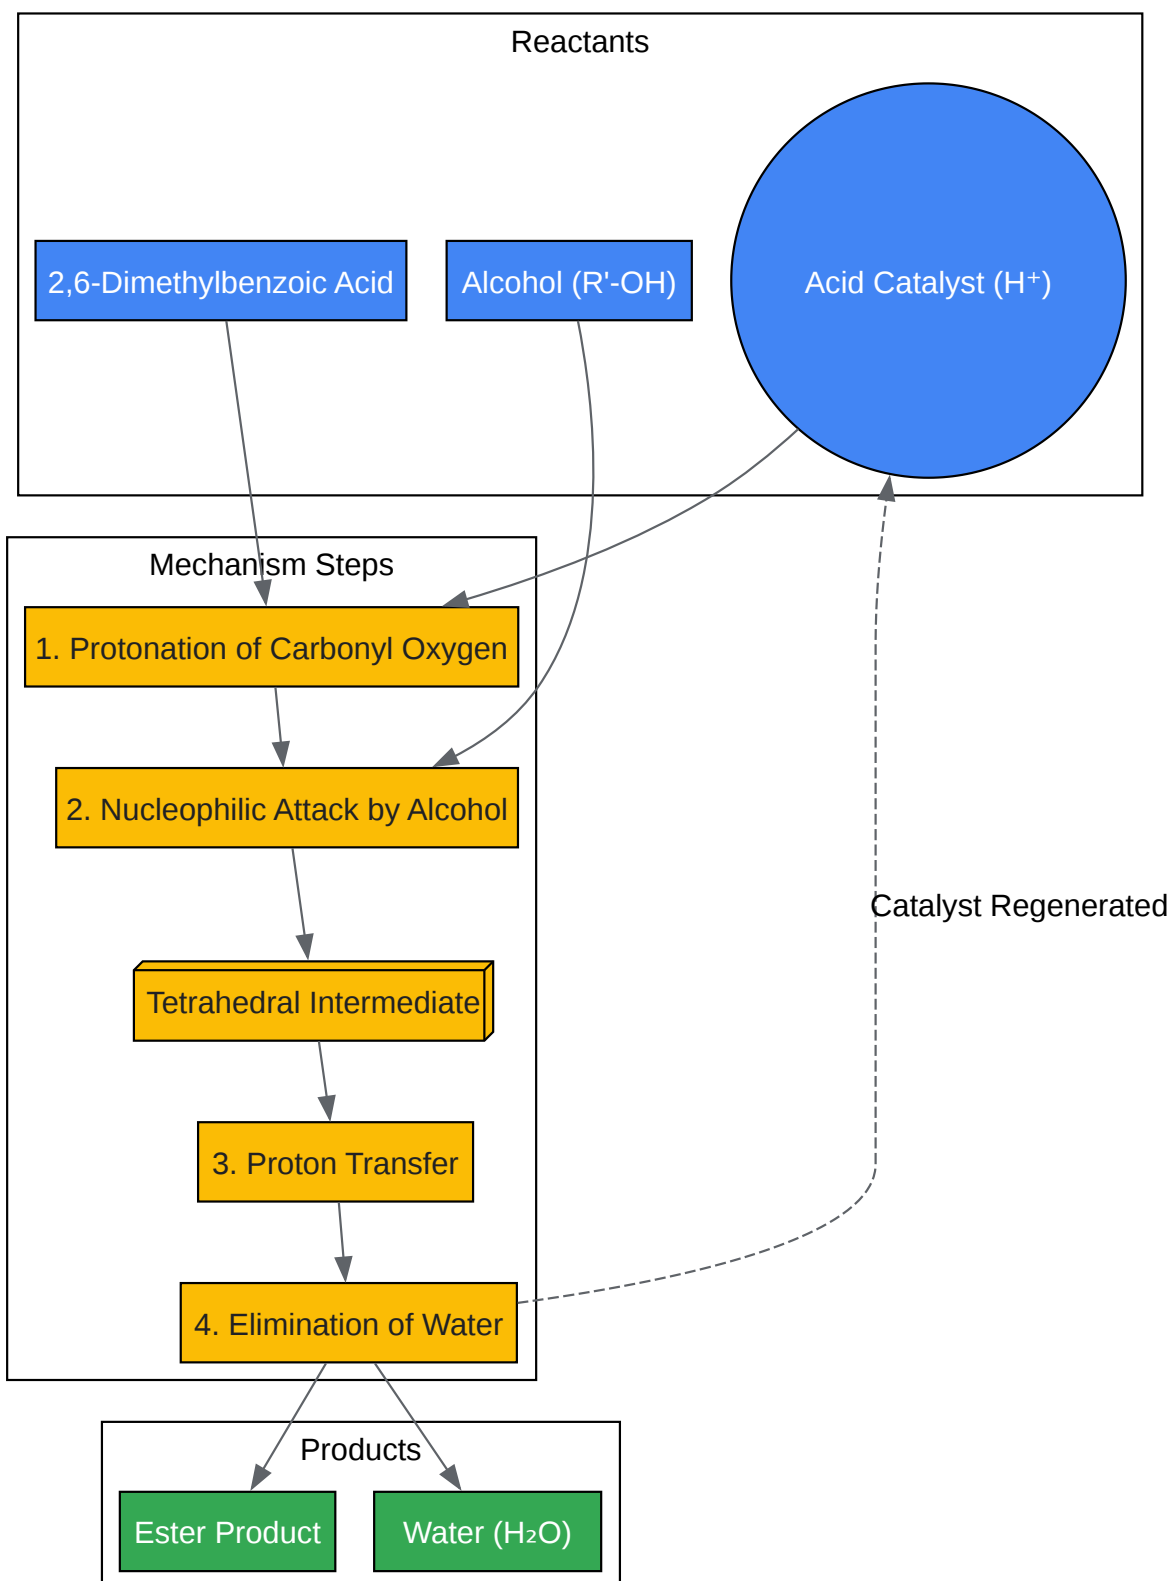 Reactants
2,6-Dimethylbenzoic Acid
Alcohol (R'-OH)
Acid Catalyst (H⁺)
Mechanism Steps
1. Protonation of Carbonyl Oxygen
2. Nucleophilic Attack by Alcohol
Catalyst Regenerated
Tetrahedral Intermediate
3. Proton Transfer
4. Elimination of Water
Products
Ester Product
Water (H₂O)